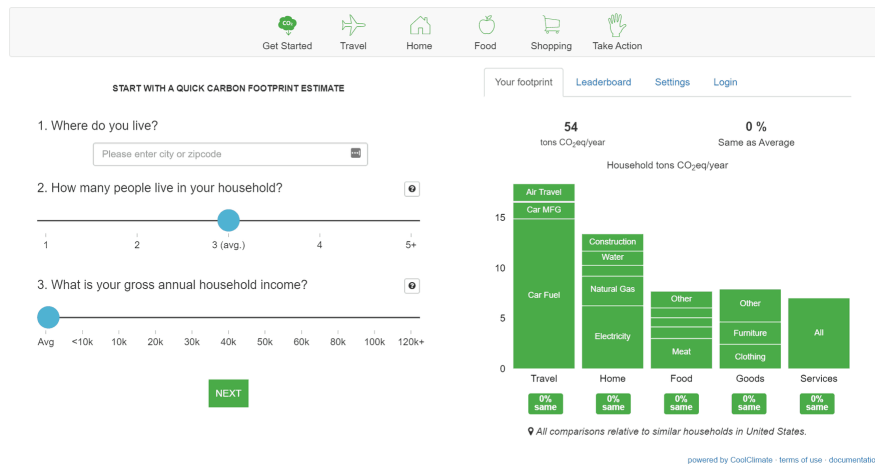 CO₂
Get Started Travel Home Food Shopping Take Action
START WITH A QUICK CARBON FOOTPRINT ESTIMATE
1. Where do you live?
Please enter city or zipcode
2. How many people live in your household?
?
1 2 3 (avg.) 4 5+
3. What is your gross annual household income?
?
Avg <10k 10k 20k 30k 40k 50k 60k 80k 100k 120k+
NEXT
Your footprint Leaderboard Settings Login
54 0 %
tons CO₂eq/year Same as Average
Household tons CO₂eq/year
15
10
5
0
Air Travel
Car MFG
Car Fuel
Construction
Water
Natural Gas
Electricity
Other
Meat
Other
Furniture
Clothing
All
Travel Home Food Goods Services
0% 0% 0% 0% 0%
same same same same same
All comparisons relative to similar households in United States.
powered by CoolClimate · terms of use · documentatio